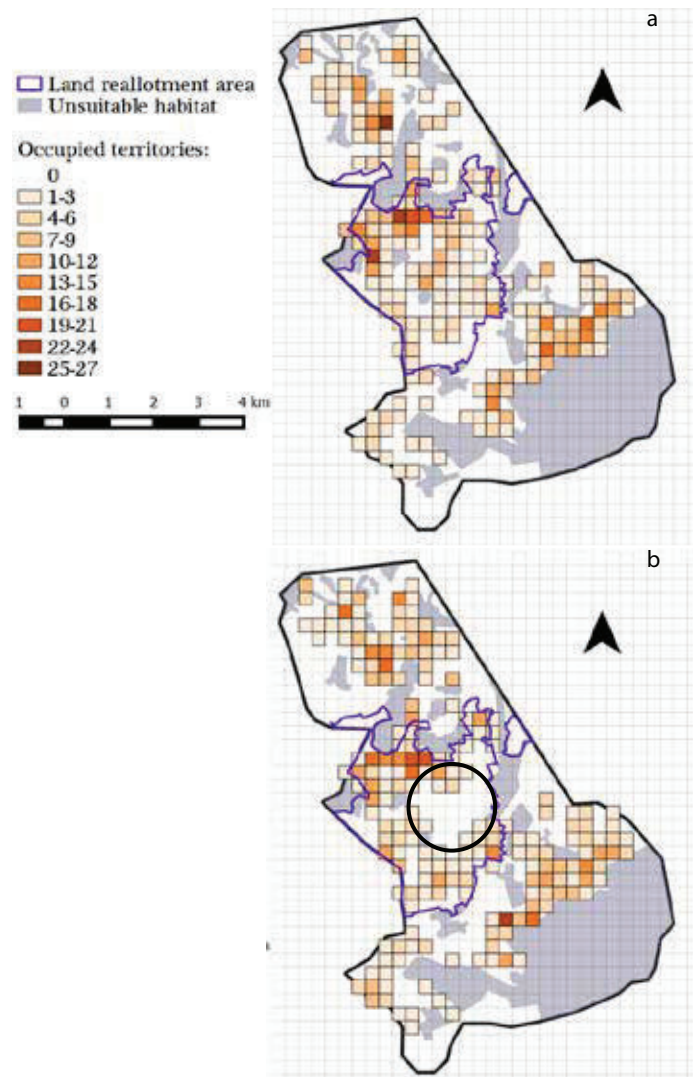 a
Land reallotment area
Unsuitable habitat
Occupied territories:
0
1-3
4-6
7-9
10-12
13-15
16-18
19-21
22-24
25-27
1 0 1 2 3 4 km
b